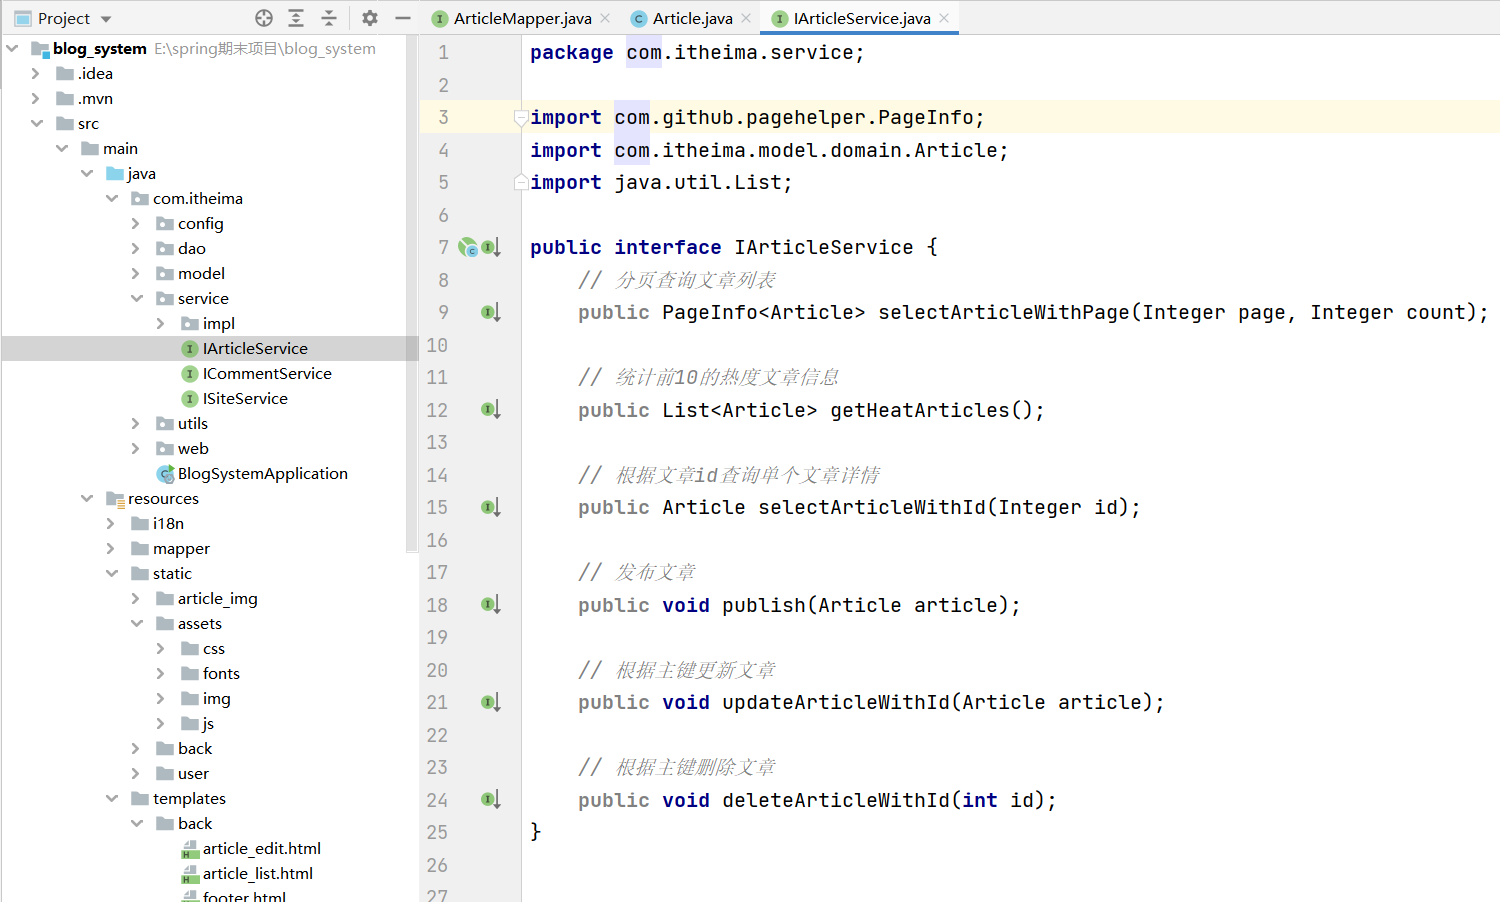 Project
blog_system E:\spring期末项目\blog_system
.idea
.mvn
src
main
java
com.itheima
config
dao
model
service
impl
IArticleService
ICommentService
ISiteService
utils
web
BlogSystemApplication
resources
i18n
mapper
static
article_img
assets
css
fonts
img
js
back
user
templates
back
article_edit.html
article_list.html
footer.html
ArticleMapper.java
Article.java
IArticleService.java
1 package com.itheima.service;
2
3 import com.github.pagehelper.PageInfo;
4 import com.itheima.model.domain.Article;
5 import java.util.List;
6
7 public interface IArticleService {
8 // 分页查询文章列表
9 public PageInfo<Article> selectArticleWithPage(Integer page, Integer count);
10
11 // 统计前10的热度文章信息
12 public List<Article> getHeatArticles();
13
14 // 根据文章id查询单个文章详情
15 public Article selectArticleWithId(Integer id);
16
17 // 发布文章
18 public void publish(Article article);
19
20 // 根据主键更新文章
21 public void updateArticleWithId(Article article);
22
23 // 根据主键删除文章
24 public void deleteArticleWithId(int id);
25 }
26
27